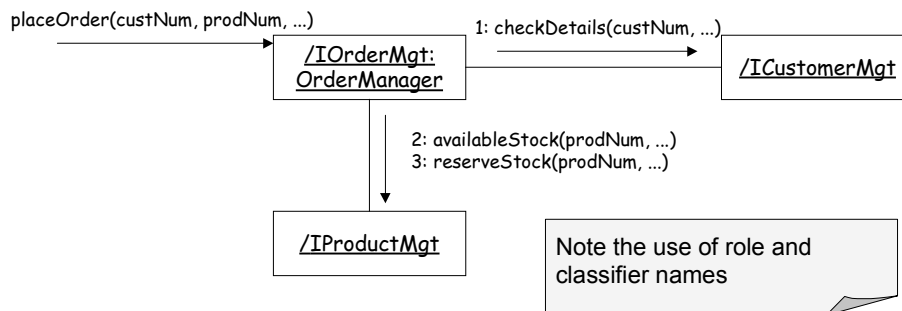 placeOrder(custNum, prodNum, ...)
1: checkDetails(custNum, ...)
/IOrderMgt:
OrderManager
/ICustomerMgt
2: availableStock(prodNum, ...)
3: reserveStock(prodNum, ...)
/IProductMgt
Note the use of role and
classifier names